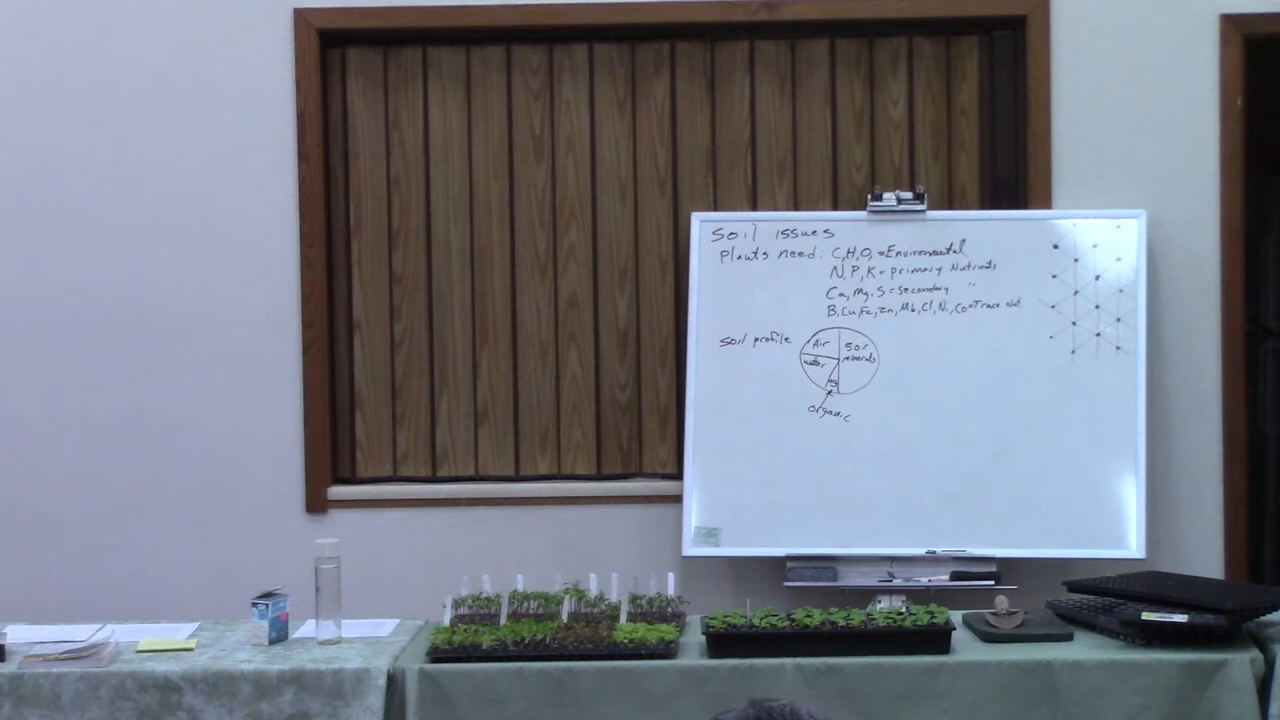 Soil issues
Plants need: C,H,O, = Environmental
N, P, K = primary Nutrients
Ca, Mg, S = Secondary "
B, Cu, Fe, Zn, Mb, Cl, Ni, Co = Trace Nut.
Soil profile
Air
Soil
minerals
water
organic